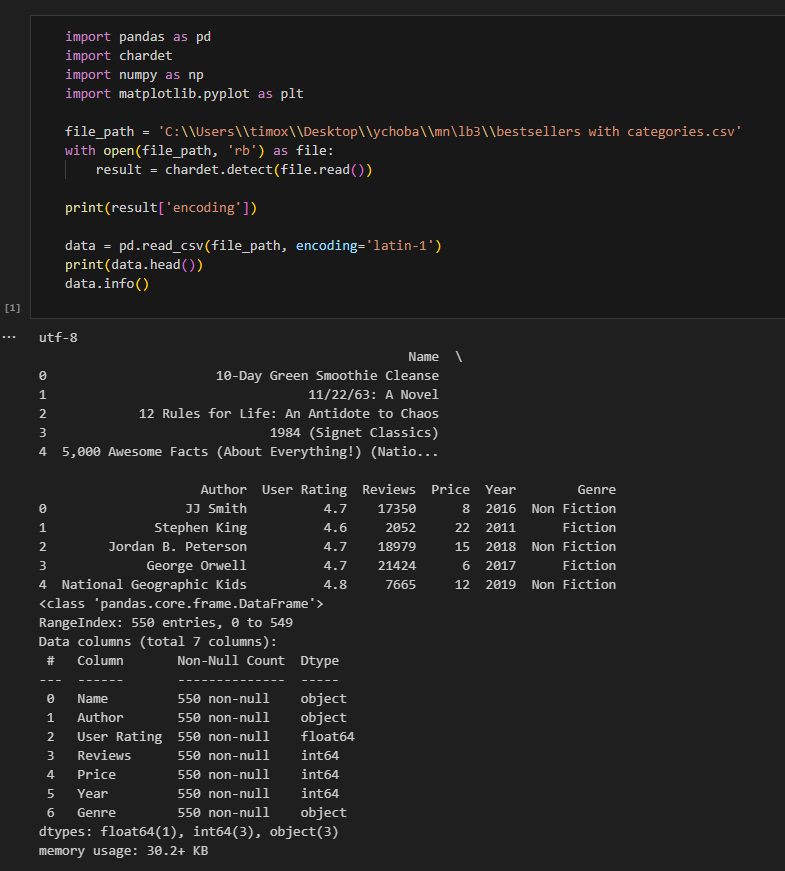 import pandas as pd
import chardet
import numpy as np
import matplotlib.pyplot as plt
file_path = 'C:\\Users\\timox\\Desktop\\ychoba\\mn\lb3\\bestsellers with categories.csv'
with open(file_path, 'rb') as file:
    result = chardet.detect(file.read())
print(result['encoding'])
data = pd.read_csv(file_path, encoding='latin-1')
print(data.head())
data.info()
[1]
... utf-8
                                                Name  \
0                       10-Day Green Smoothie Cleanse
1                                   11/22/63: A Novel
2             12 Rules for Life: An Antidote to Chaos
3                              1984 (Signet Classics)
4  5,000 Awesome Facts (About Everything!) (Natio...
                     Author  User Rating  Reviews  Price  Year        Genre
0                  JJ Smith          4.7    17350      8  2016  Non Fiction
1              Stephen King          4.6     2052     22  2011      Fiction
2        Jordan B. Peterson          4.7    18979     15  2018  Non Fiction
3             George Orwell          4.7    21424      6  2017      Fiction
4  National Geographic Kids          4.8     7665     12  2019  Non Fiction
<class 'pandas.core.frame.DataFrame'>
RangeIndex: 550 entries, 0 to 549
Data columns (total 7 columns):
 #   Column       Non-Null Count  Dtype
---  ------       --------------  -----
 0   Name         550 non-null    object
 1   Author       550 non-null    object
 2   User Rating  550 non-null    float64
 3   Reviews      550 non-null    int64
 4   Price        550 non-null    int64
 5   Year         550 non-null    int64
 6   Genre        550 non-null    object
dtypes: float64(1), int64(3), object(3)
memory usage: 30.2+ KB